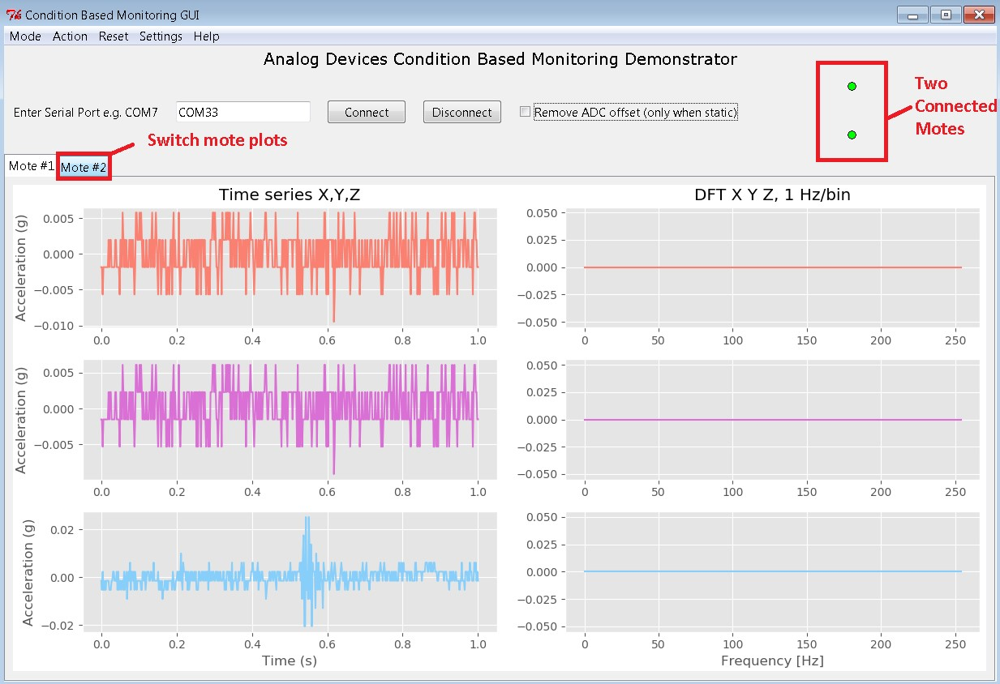 Condition Based Monitoring GUI
Mode Action Reset Settings Help
Analog Devices Condition Based Monitoring Demonstrator
Enter Serial Port e.g. COM7 COM33 Connect Disconnect Remove ADC offset (only when static)
Two
Connected
Motes
Switch mote plots
Mote #1 Mote #2
Time series X,Y,Z
Acceleration (g)
0.005
0.000
−0.005
−0.010
0.0 0.2 0.4 0.6 0.8 1.0
DFT X Y Z, 1 Hz/bin
0.050
0.025
0.000
−0.025
−0.050
0 50 100 150 200 250
Acceleration (g)
0.005
0.000
−0.005
0.0 0.2 0.4 0.6 0.8 1.0
0.050
0.025
0.000
−0.025
−0.050
0 50 100 150 200 250
Acceleration (g)
0.02
0.00
−0.02
0.0 0.2 0.4 0.6 0.8 1.0
Time (s)
0.050
0.025
0.000
−0.025
−0.050
0 50 100 150 200 250
Frequency [Hz]